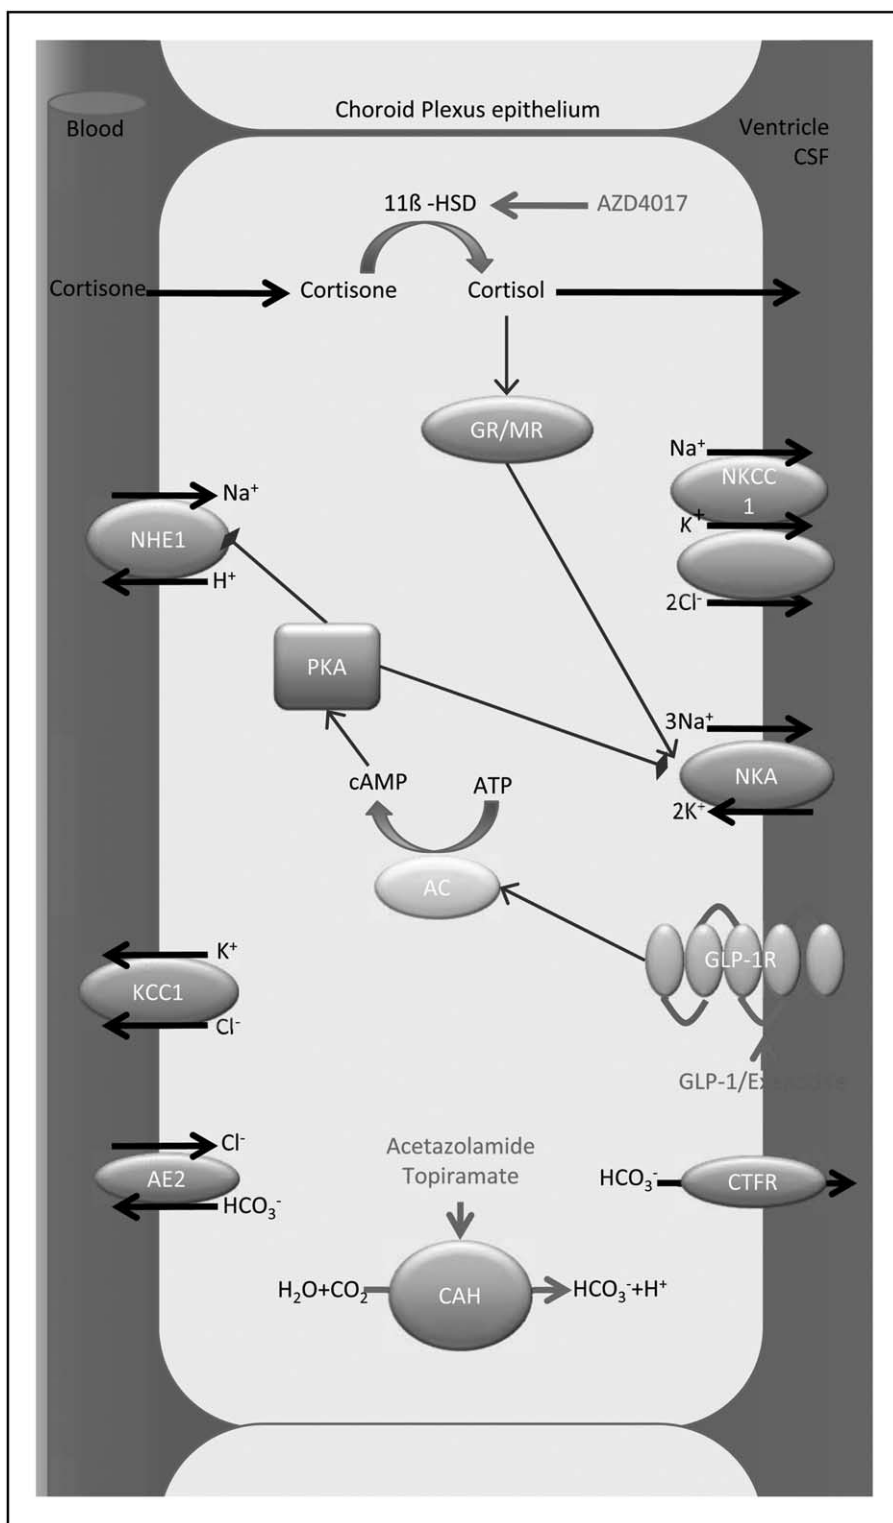 Choroid Plexus epithelium
Blood
Ventricle
CSF
11ß -HSD
AZD4017
Cortisone
Cortisone
Cortisol
GR/MR
Na⁺
NKCC
1
K⁺
2Cl⁻
Na⁺
NHE1
H⁺
PKA
3Na⁺
NKA
2K⁺
cAMP
ATP
AC
GLP-1R
K⁺
KCC1
Cl⁻
GLP-1/
Cl⁻
AE2
HCO₃⁻
Acetazolamide
Topiramate
HCO₃⁻
CTFR
H₂O+CO₂
CAH
HCO₃⁻+H⁺